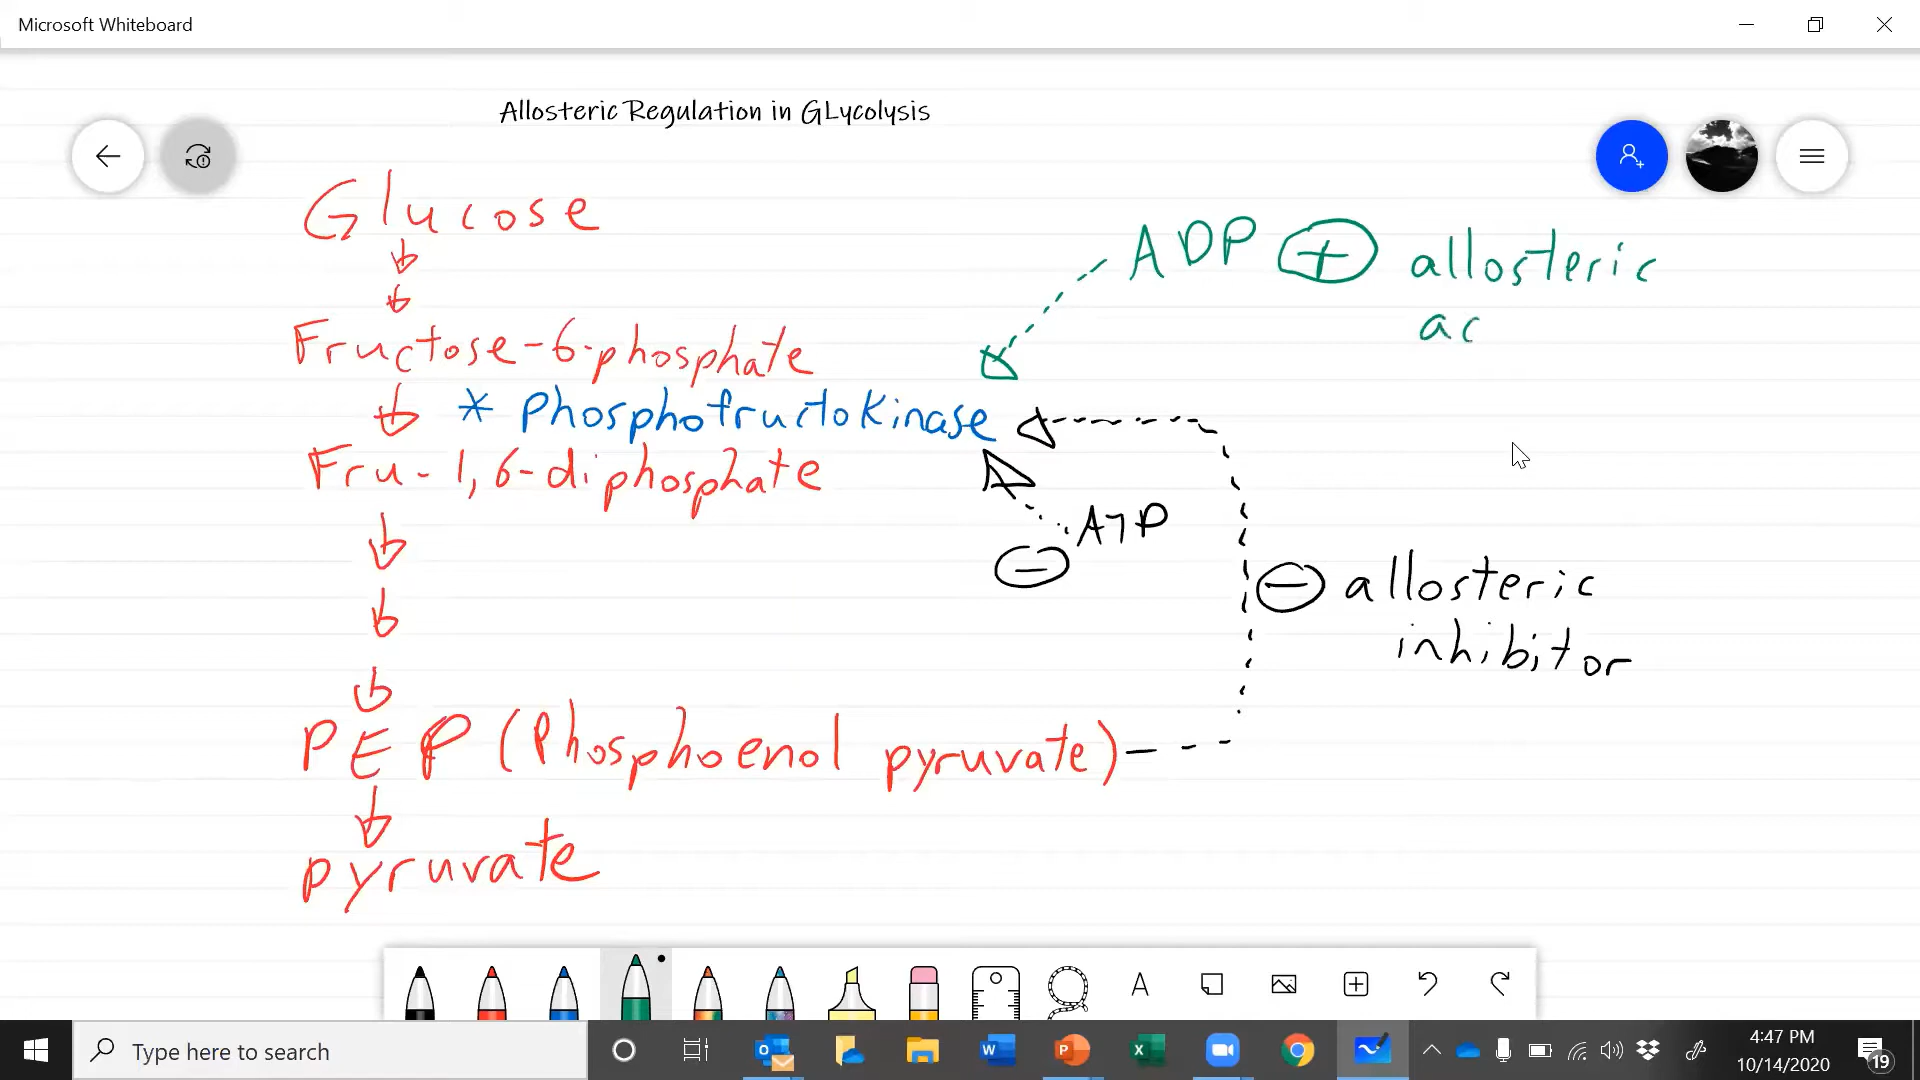 Microsoft Whiteboard
Allosteric Regulation in GLycolysis
Glucose
Fructose-6-phosphate
* Phosphofructokinase
Fru-1,6-diphosphate
PEP (Phosphoenol pyruvate)
pyruvate
ADP + allosteric
ac
ATP
−
− allosteric
inhibitor
A
Type here to search
4:47 PM
10/14/2020
19